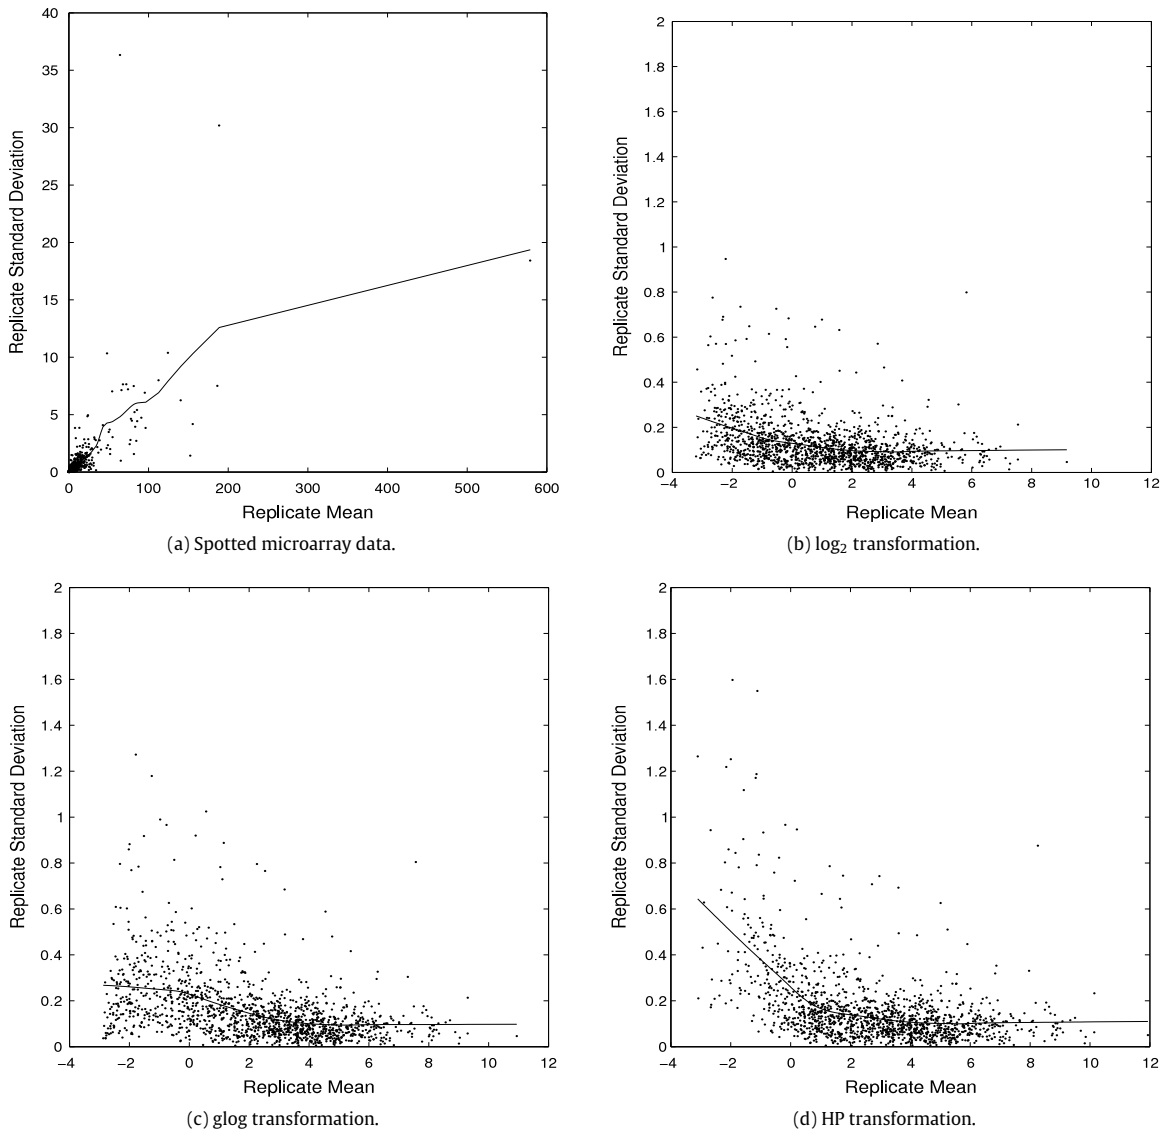 40
35
30
25
20
15
10
5
0
Replicate Standard Deviation
0 100 200 300 400 500 600
Replicate Mean
(a) Spotted microarray data.
2
1.8
1.6
1.4
1.2
1
0.8
0.6
0.4
0.2
0
Replicate Standard Deviation
−4 −2 0 2 4 6 8 10 12
Replicate Mean
(b) log2 transformation.
2
1.8
1.6
1.4
1.2
1
0.8
0.6
0.4
0.2
0
Replicate Standard Deviation
−4 −2 0 2 4 6 8 10 12
Replicate Mean
(c) glog transformation.
2
1.8
1.6
1.4
1.2
1
0.8
0.6
0.4
0.2
0
Replicate Standard Deviation
−4 −2 0 2 4 6 8 10 12
Replicate Mean
(d) HP transformation.